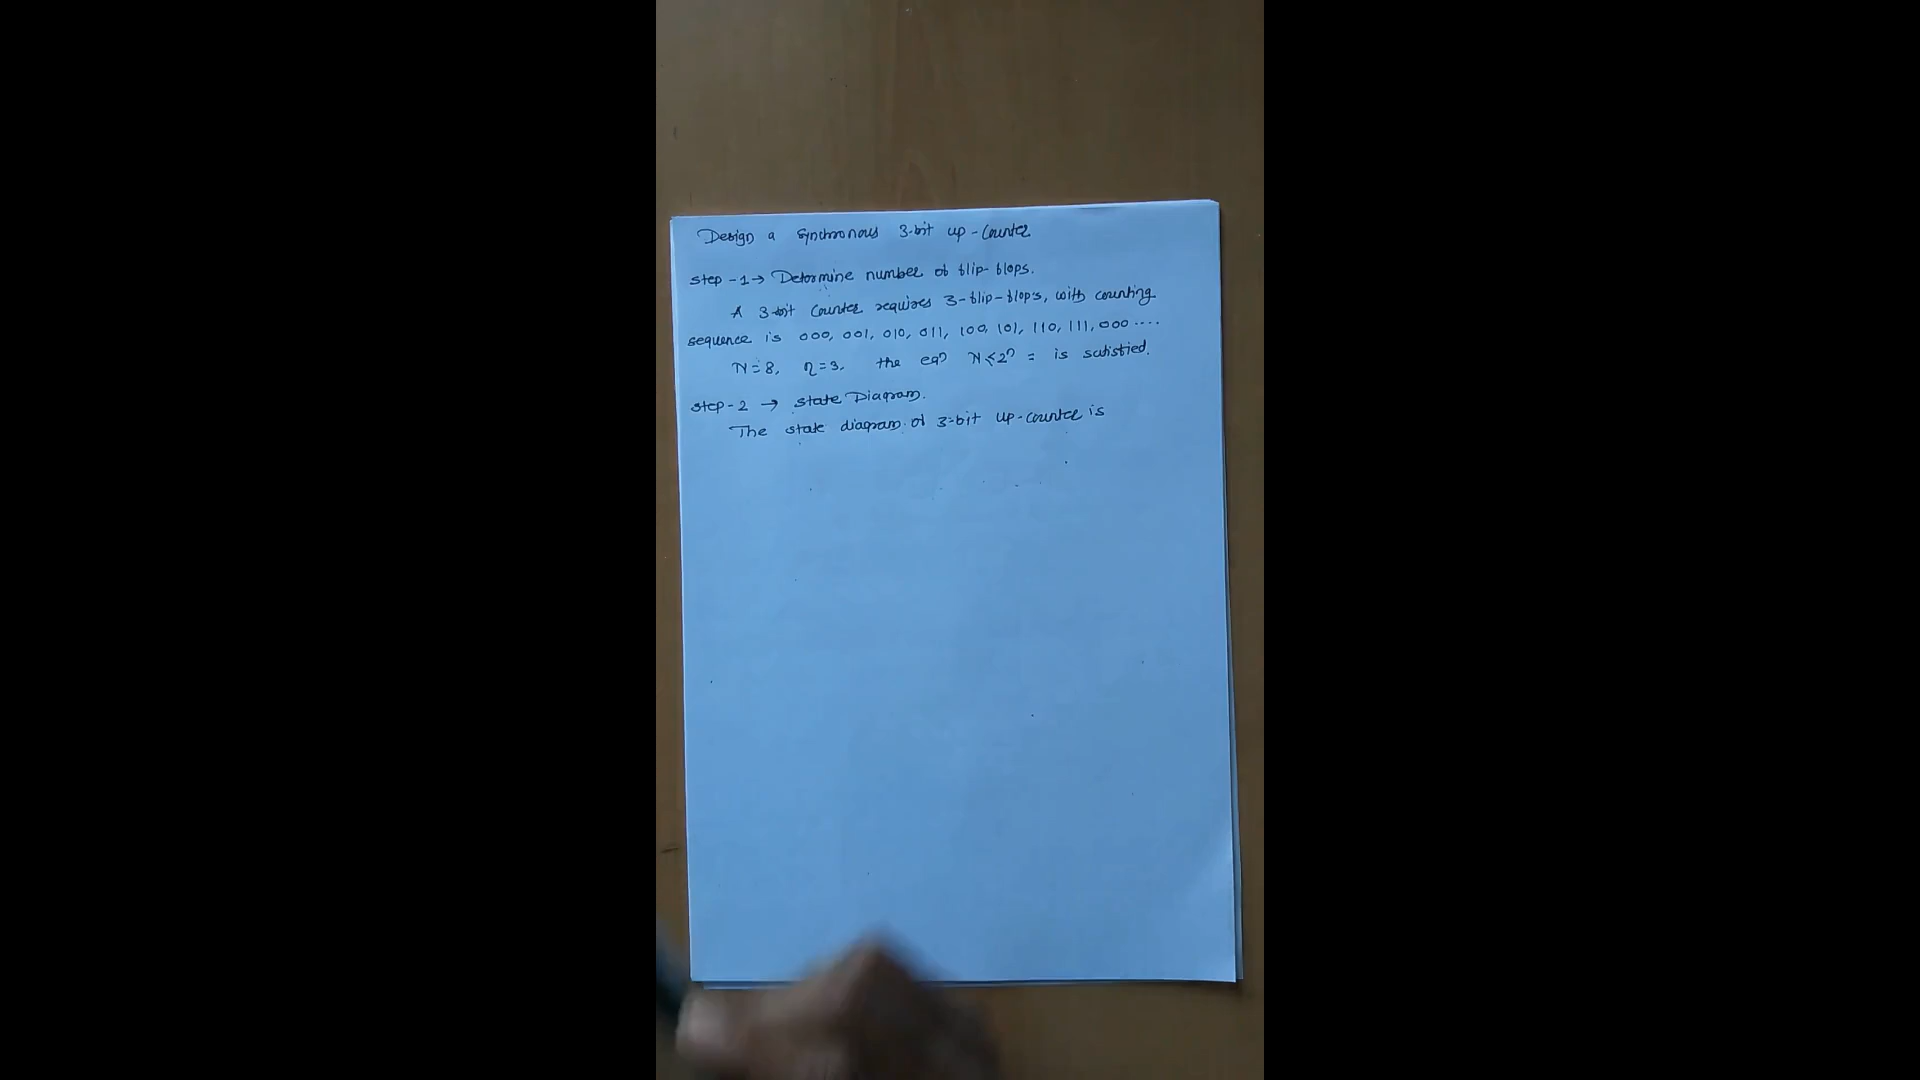 Design a synchronous 3-bit up-counter
step-1→ Determine number of flip-flops.
A 3-bit counter requires 3-flip-flops, with counting
sequence is 000, 001, 010, 011, 100, 101, 110, 111, 000....
N=8, n=3, the eqn N≤2n = is satisfied.
step-2 → state Diagram.
The state diagram of 3-bit up-counter is